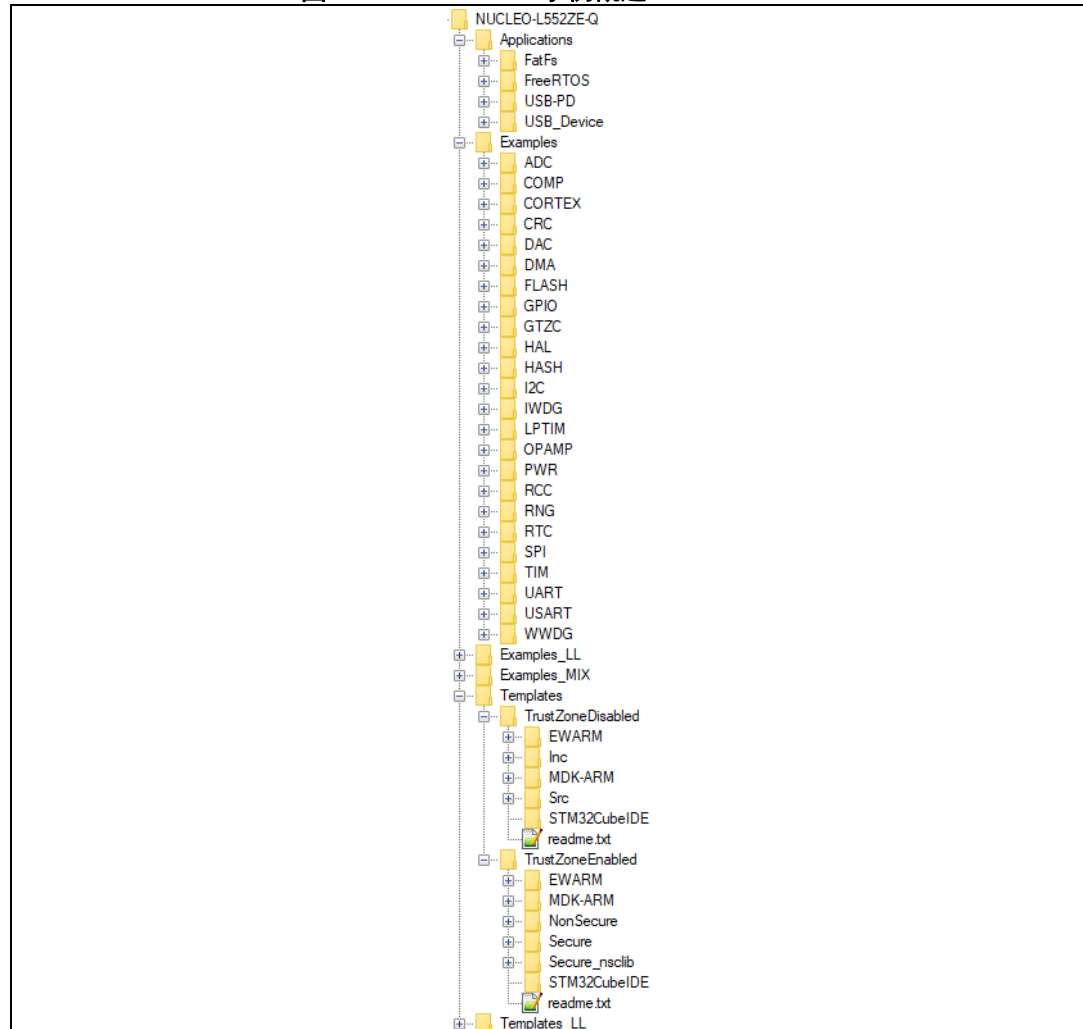 NUCLEO-L552ZE-Q
Applications
FatFs
FreeRTOS
USB-PD
USB_Device
Examples
ADC
COMP
CORTEX
CRC
DAC
DMA
FLASH
GPIO
GTZC
HAL
HASH
I2C
IWDG
LPTIM
OPAMP
PWR
RCC
RNG
RTC
SPI
TIM
UART
USART
WWDG
Examples_LL
Examples_MIX
Templates
TrustZoneDisabled
EWARM
Inc
MDK-ARM
Src
STM32CubeIDE
readme.txt
TrustZoneEnabled
EWARM
MDK-ARM
NonSecure
Secure
Secure_nsclib
STM32CubeIDE
readme.txt
Templates_LL